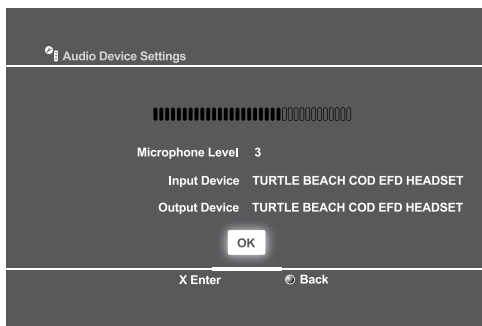 Audio Device Settings
Microphone Level 3
Input Device TURTLE BEACH COD EFD HEADSET
Output Device TURTLE BEACH COD EFD HEADSET
OK
X Enter Back